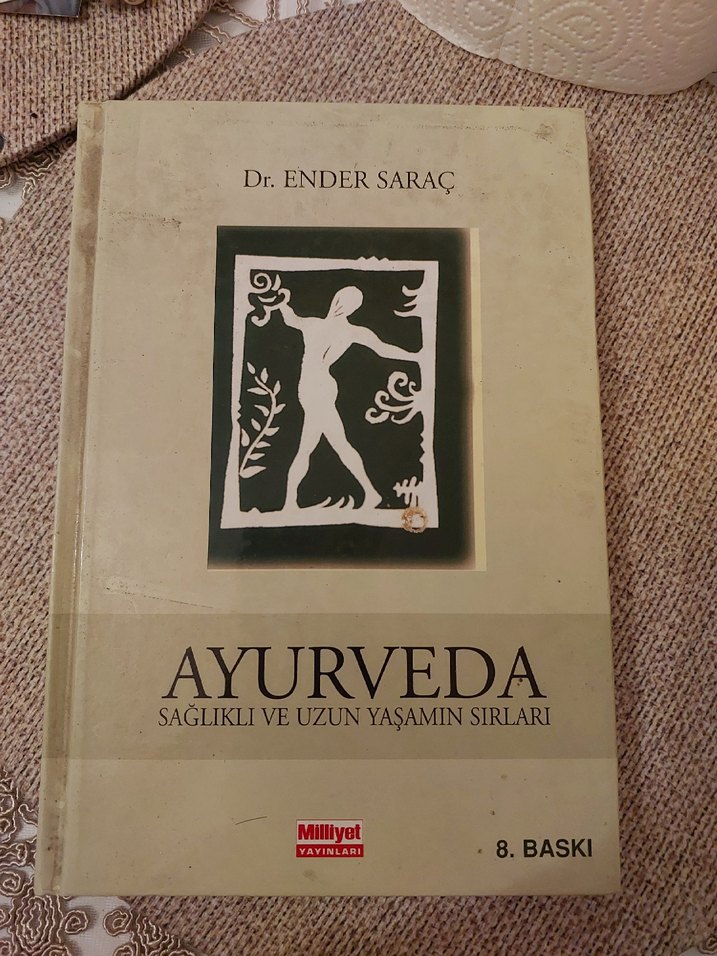 Dr. ENDER SARAÇ
AYURVEDA
SAĞLIKLI VE UZUN YAŞAMIN SIRLARI
Milliyet
YAYINLARI
8. BASKI